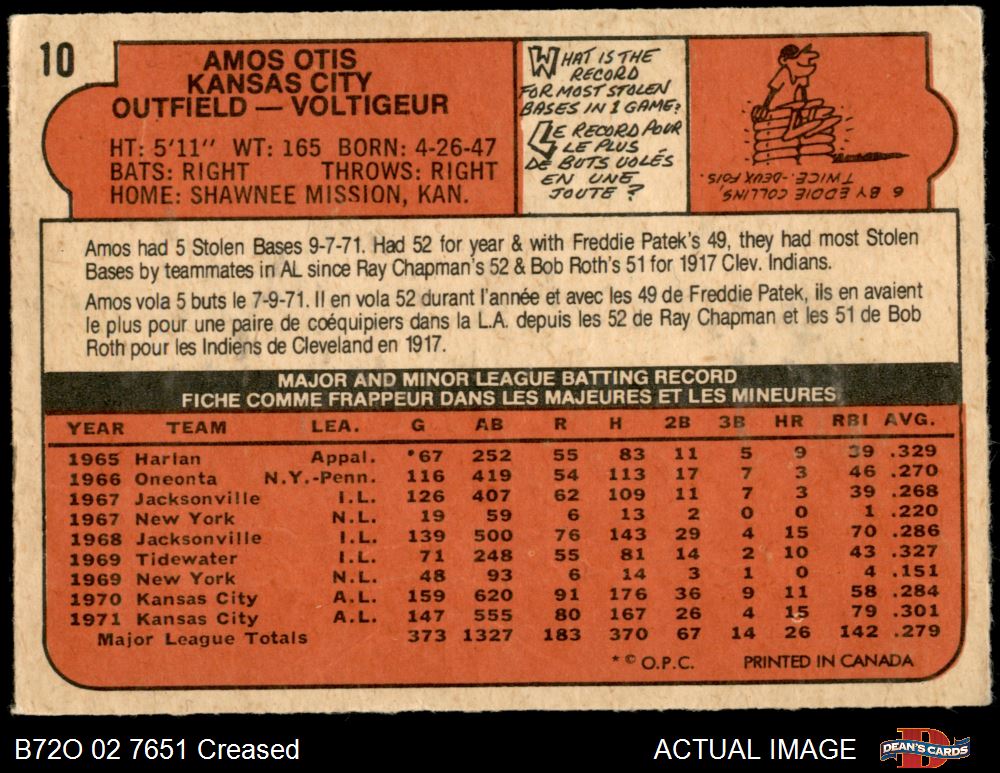 10
AMOS OTIS
KANSAS CITY
OUTFIELD — VOLTIGEUR
HT: 5'11" WT: 165 BORN: 4-26-47
BATS: RIGHT THROWS: RIGHT
HOME: SHAWNEE MISSION, KAN.
WHAT IS THE
RECORD
FOR MOST STOLEN
BASES IN 1 GAME?
LE RECORD POUR
LE PLUS
DE BUTS VOLÉS
EN UNE
JOUTE ?
6 BY EDDIE COLLINS,
TWICE.-DEUX FOIS.
Amos had 5 Stolen Bases 9-7-71. Had 52 for year & with Freddie Patek's 49, they had most Stolen
Bases by teammates in AL since Ray Chapman's 52 & Bob Roth's 51 for 1917 Clev. Indians.
Amos vola 5 buts le 7-9-71. Il en vola 52 durant l'année et avec les 49 de Freddie Patek, ils en avaient
le plus pour une paire de coéquipiers dans la L.A. depuis les 52 de Ray Chapman et les 51 de Bob
Roth pour les Indiens de Cleveland en 1917.
MAJOR AND MINOR LEAGUE BATTING RECORD
FICHE COMME FRAPPEUR DANS LES MAJEURES ET LES MINEURES
YEAR TEAM LEA. G AB R H 2B 3B HR RBI AVG.
1965 Harlan Appal. *67 252 55 83 11 5 9 39 .329
1966 Oneonta N.Y.-Penn. 116 419 54 113 17 7 3 46 .270
1967 Jacksonville I.L. 126 407 62 109 11 7 3 39 .268
1967 New York N.L. 19 59 6 13 2 0 0 1 .220
1968 Jacksonville I.L. 139 500 76 143 29 4 15 70 .286
1969 Tidewater I.L. 71 248 55 81 14 2 10 43 .327
1969 New York N.L. 48 93 6 14 3 1 0 4 .151
1970 Kansas City A.L. 159 620 91 176 36 9 11 58 .284
1971 Kansas City A.L. 147 555 80 167 26 4 15 79 .301
Major League Totals 373 1327 183 370 67 14 26 142 .279
* © O.P.C. PRINTED IN CANADA
B72O 02 7651 Creased ACTUAL IMAGE DEAN'S CARDS